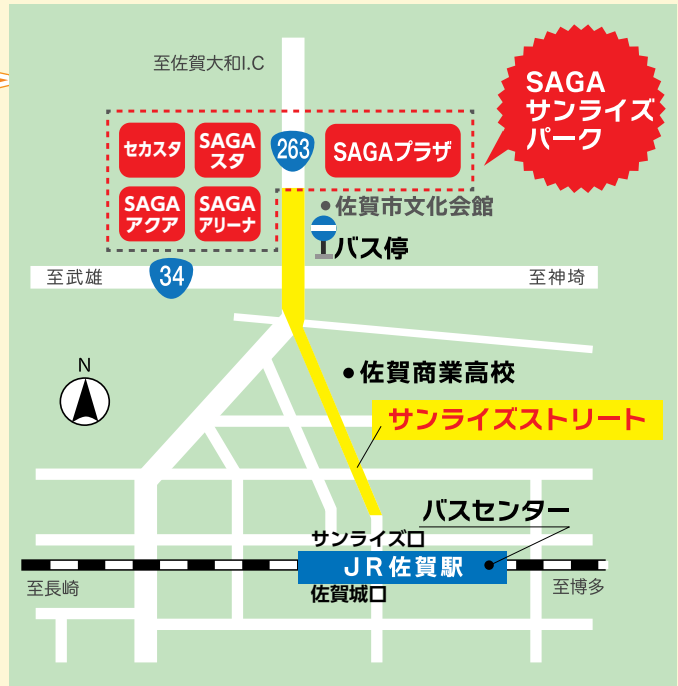 至佐賀大和I.C
SAGA
サンライズ
パーク
セカスタ
SAGA
スタ
263
SAGAプラザ
SAGA
アクア
SAGA
アリーナ
佐賀市文化会館
バス停
至武雄
34
至神埼
N
佐賀商業高校
サンライズストリート
バスセンター
サンライズ口
JR佐賀駅
至長崎
佐賀城口
至博多